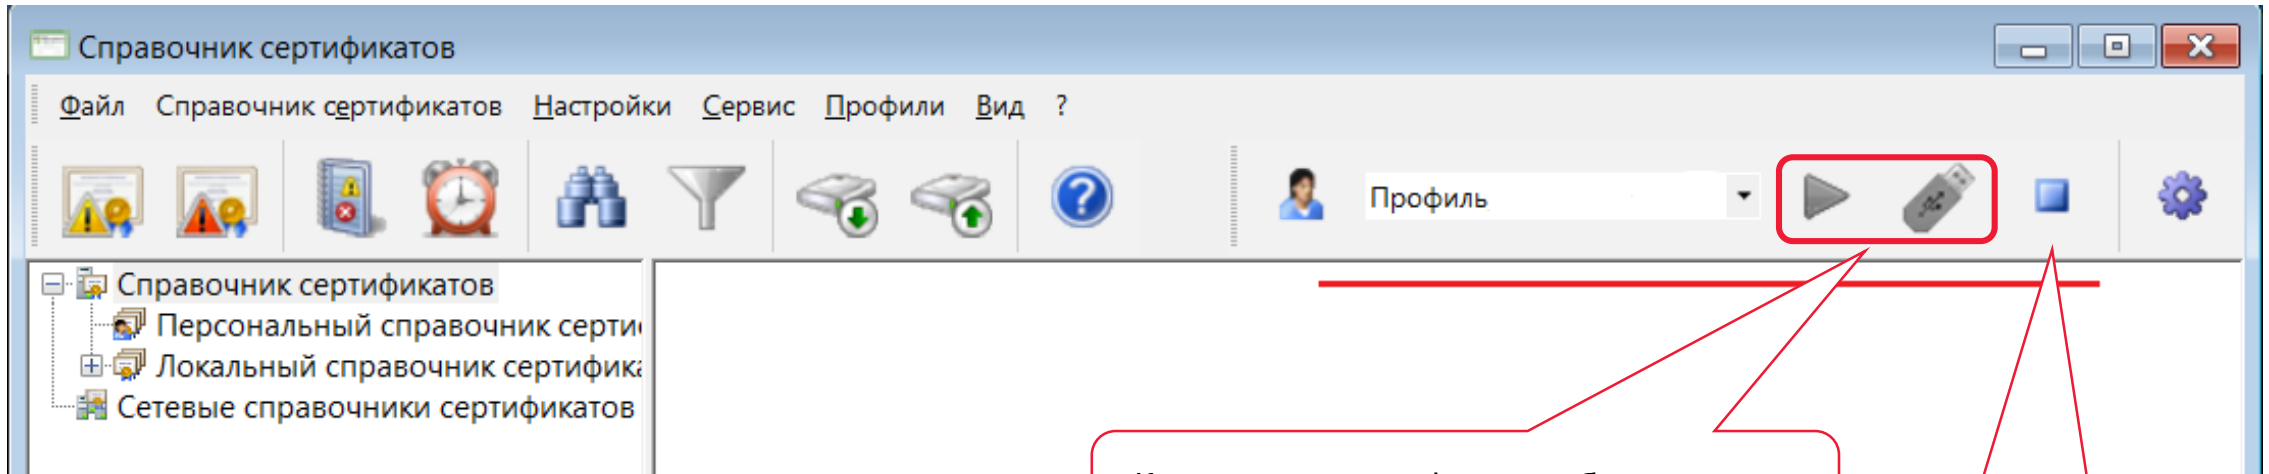 Справочник сертификатов
Файл Справочник сертификатов Настройки Сервис Профили Вид ?
Профиль
Справочник сертификатов
Персональный справочник серти
Локальный справочник сертифик
Сетевые справочники сертификатов